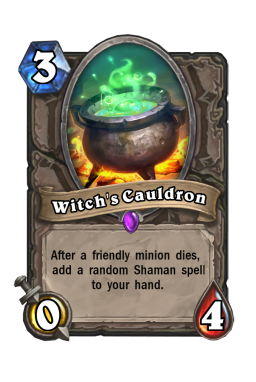 3
Witch's Cauldron
After a friendly minion dies,
add a random Shaman spell
to your hand.
0
4